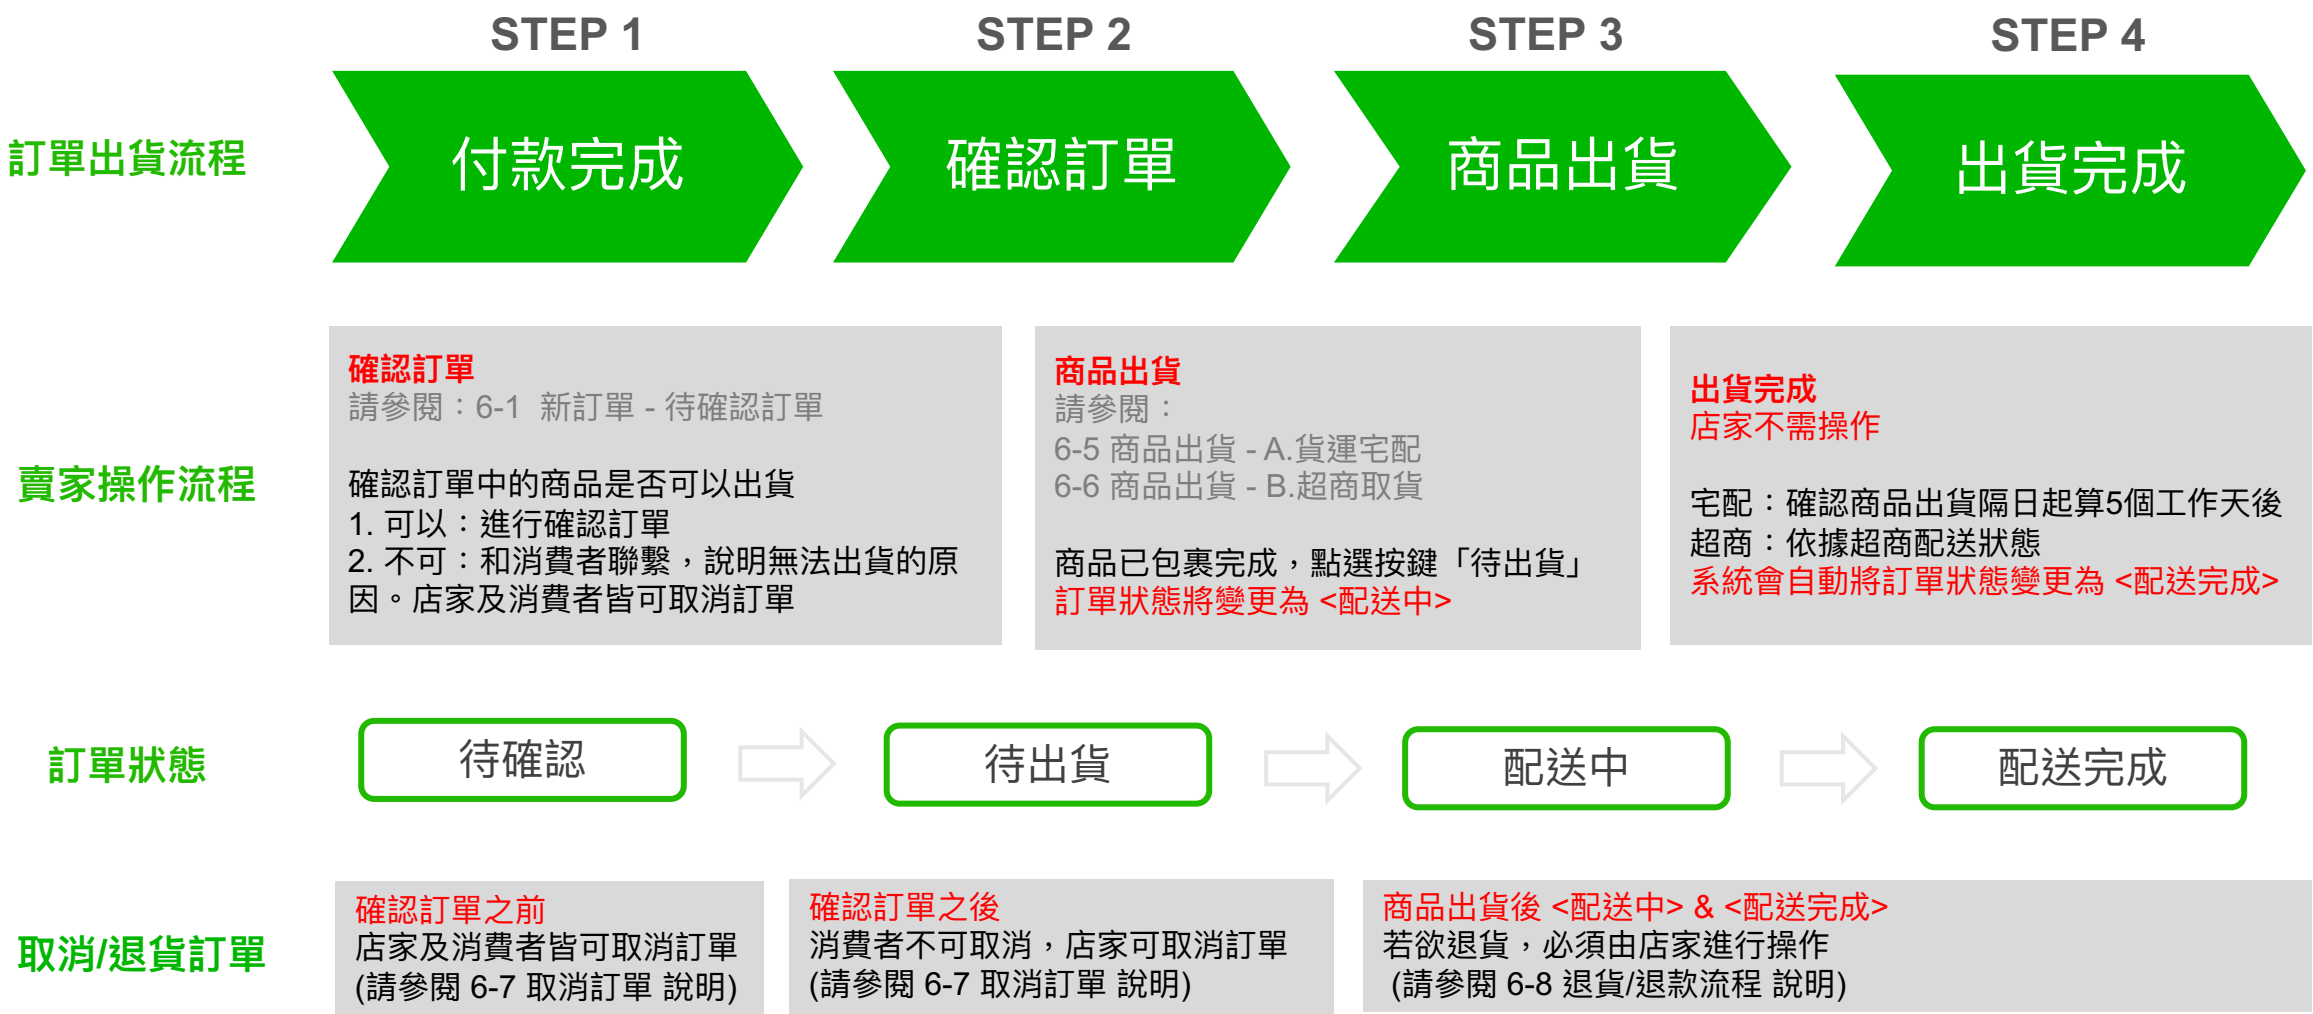 STEP 1
STEP 2
STEP 3
STEP 4
訂單出貨流程
付款完成
確認訂單
商品出貨
出貨完成
賣家操作流程
確認訂單
請參閱：6-1 新訂單 - 待確認訂單
確認訂單中的商品是否可以出貨
1. 可以：進行確認訂單
2. 不可：和消費者聯繫，說明無法出貨的原
因。店家及消費者皆可取消訂單
商品出貨
請參閱：
6-5 商品出貨 - A.貨運宅配
6-6 商品出貨 - B.超商取貨
商品已包裹完成，點選按鍵「待出貨」
訂單狀態將變更為 <配送中>
出貨完成
店家不需操作
宅配：確認商品出貨隔日起算5個工作天後
超商：依據超商配送狀態
系統會自動將訂單狀態變更為 <配送完成>
訂單狀態
待確認
待出貨
配送中
配送完成
取消/退貨訂單
確認訂單之前
店家及消費者皆可取消訂單
(請參閱 6-7 取消訂單 說明)
確認訂單之後
消費者不可取消，店家可取消訂單
(請參閱 6-7 取消訂單 說明)
商品出貨後 <配送中> & <配送完成>
若欲退貨，必須由店家進行操作
(請參閱 6-8 退貨/退款流程 說明)